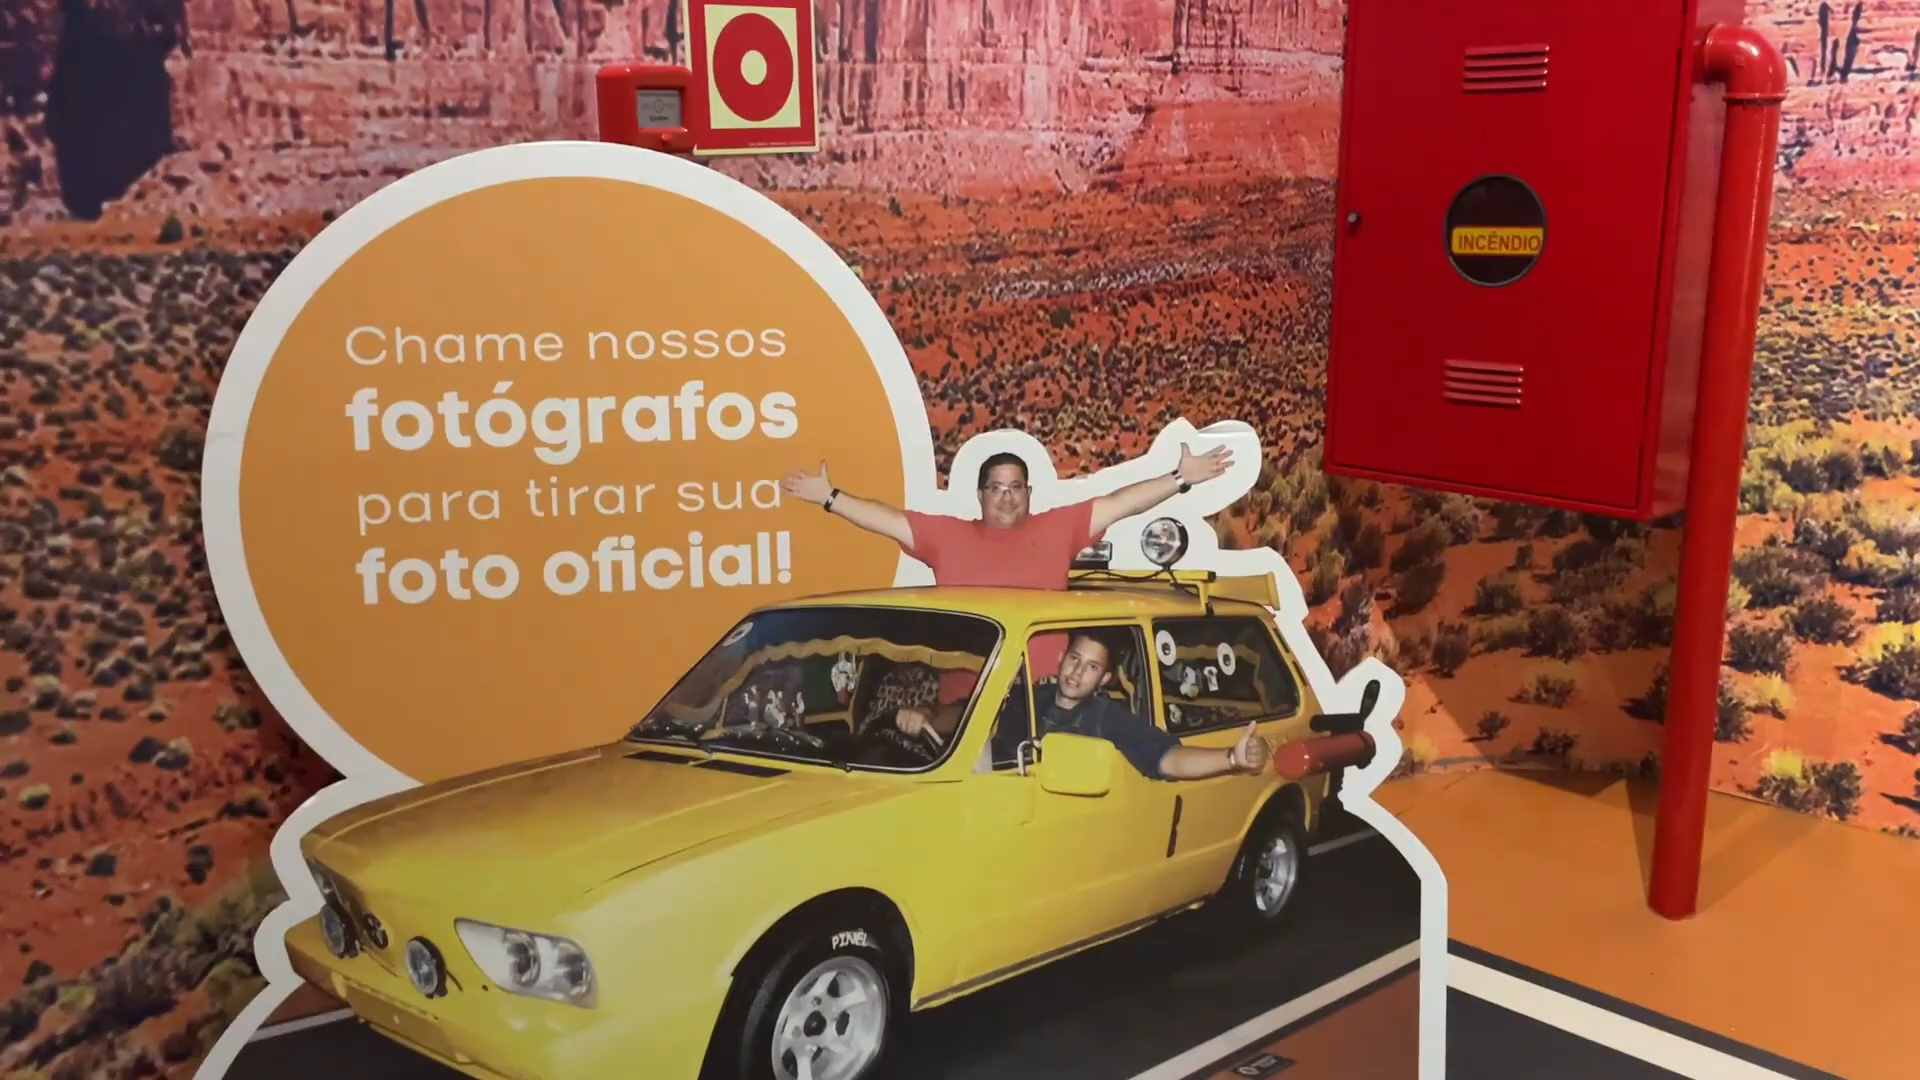 Chame nossos
fotógrafos
para tirar sua
foto oficial!
INCÊNDIO
PINEL